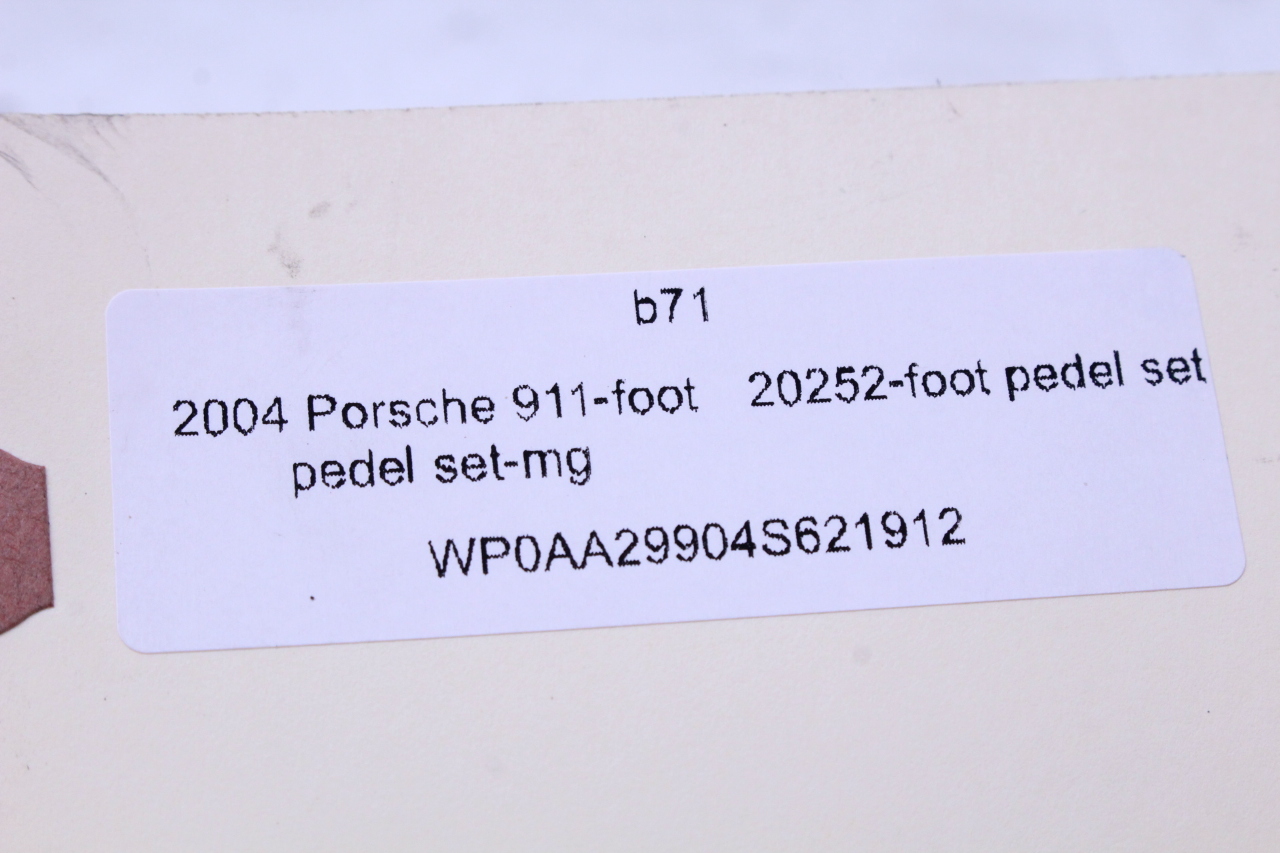 b71
2004 Porsche 911-foot 20252-foot pedel set
pedel set-mg
WP0AA29904S621912